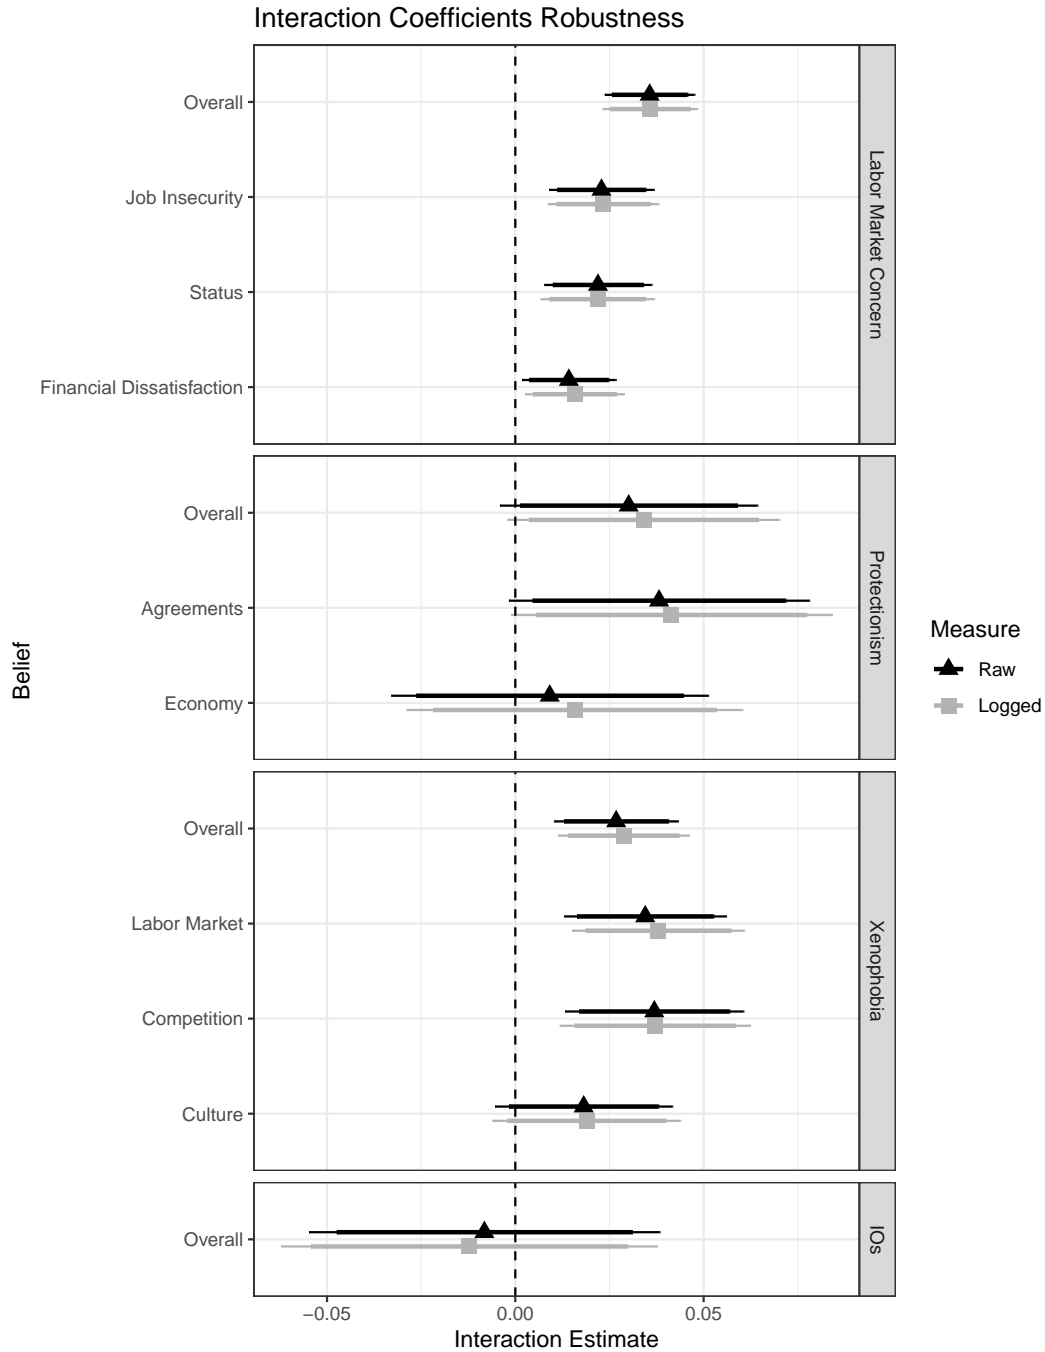 Interaction Coefficients Robustness
Belief
Overall
Job Insecurity
Status
Financial Dissatisfaction
Labor Market Concern
Overall
Agreements
Economy
Protectionism
Overall
Labor Market
Competition
Culture
Xenophobia
Overall
IOs
−0.05
0.00
0.05
Interaction Estimate
Measure
Raw
Logged